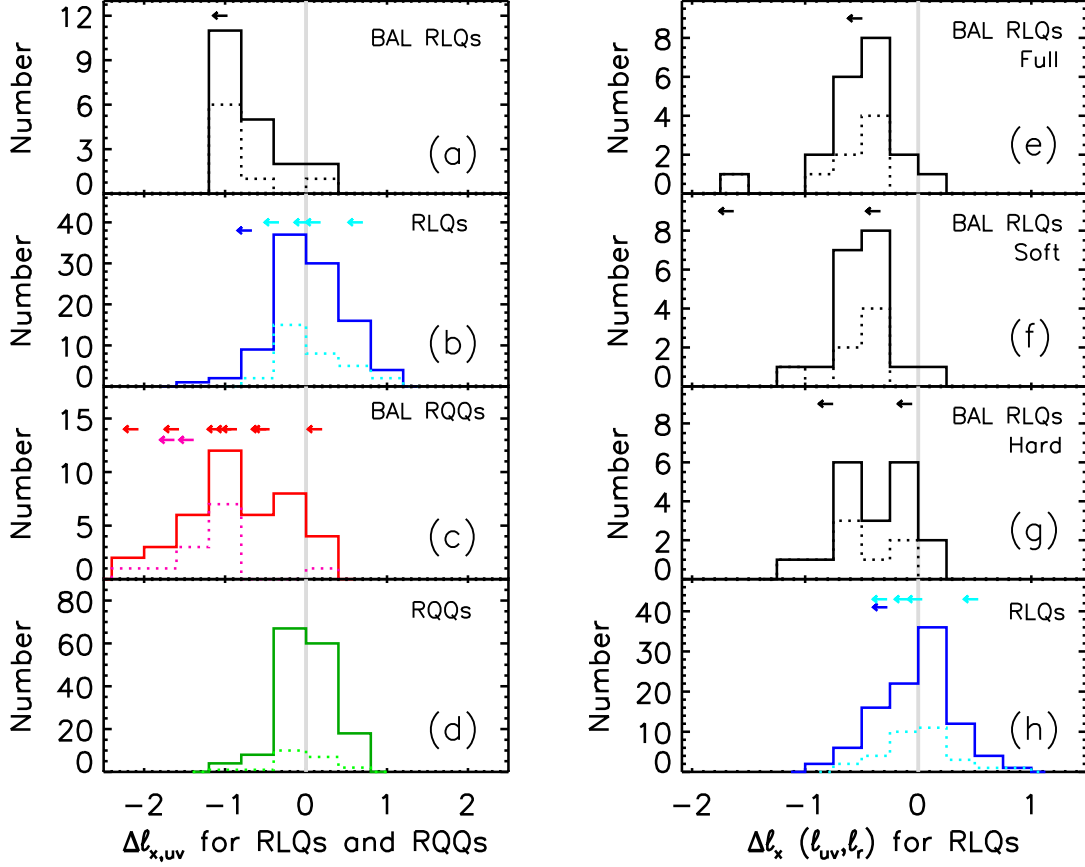 12
9
6
3
0
Number
BAL RLQs
(a)
40
30
20
10
0
Number
RLQs
(b)
15
10
5
0
Number
BAL RQQs
(c)
80
60
40
20
0
Number
RQQs
(d)
−2 −1 0 1 2
Δℓx,uv for RLQs and RQQs
8
6
4
2
0
Number
BAL RLQs
Full
(e)
8
6
4
2
0
Number
BAL RLQs
Soft
(f)
8
6
4
2
0
Number
BAL RLQs
Hard
(g)
40
30
20
10
0
Number
RLQs
(h)
−2 −1 0 1
Δℓx (ℓuv,ℓr) for RLQs